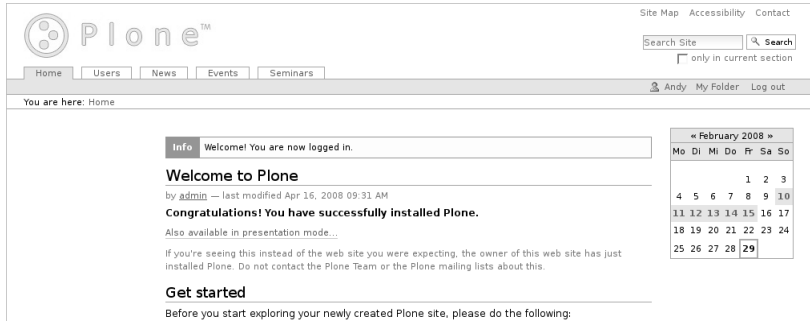 Site Map Accessibility Contact
Plone™
Search Site Search
only in current section
Home Users News Events Seminars
Andy My Folder Log out
You are here: Home
Info Welcome! You are now logged in.
Welcome to Plone
by admin — last modified Apr 16, 2008 09:31 AM
Congratulations! You have successfully installed Plone.
Also available in presentation mode...
If you're seeing this instead of the web site you were expecting, the owner of this web site has just
installed Plone. Do not contact the Plone Team or the Plone mailing lists about this.
Get started
Before you start exploring your newly created Plone site, please do the following:
« February 2008 »
Mo Di Mi Do Fr Sa So
1 2 3
4 5 6 7 8 9 10
11 12 13 14 15 16 17
18 19 20 21 22 23 24
25 26 27 28 29